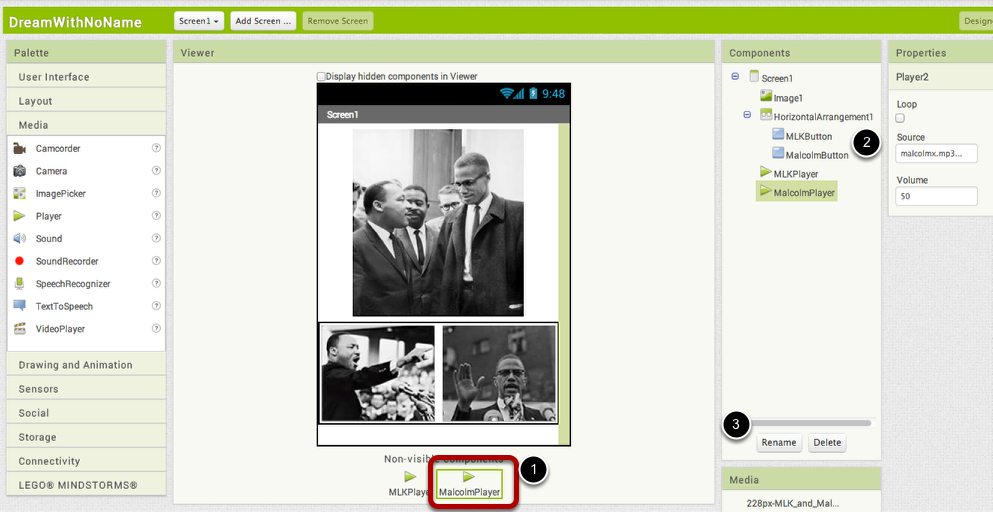 DreamWithNoName
Screen1
Add Screen ...
Remove Screen
Palette
User Interface
Layout
Media
Camcorder ?
Camera ?
ImagePicker ?
Player ?
Sound ?
SoundRecorder ?
SpeechRecognizer ?
TextToSpeech ?
VideoPlayer ?
Drawing and Animation
Sensors
Social
Storage
Connectivity
LEGO® MINDSTORMS®
Viewer
Display hidden components in Viewer
9:48
Screen1
Non-visible components
MLKPlaye
MalcolmPlayer
1
Components
Screen1
Image1
HorizontalArrangement1
MLKButton
MalcolmButton
MLKPlayer
MalcolmPlayer
2
3
Rename
Delete
Media
228px-MLK_and_Mal...
Designe
Properties
Player2
Loop
Source
malcolmx.mp3...
Volume
50